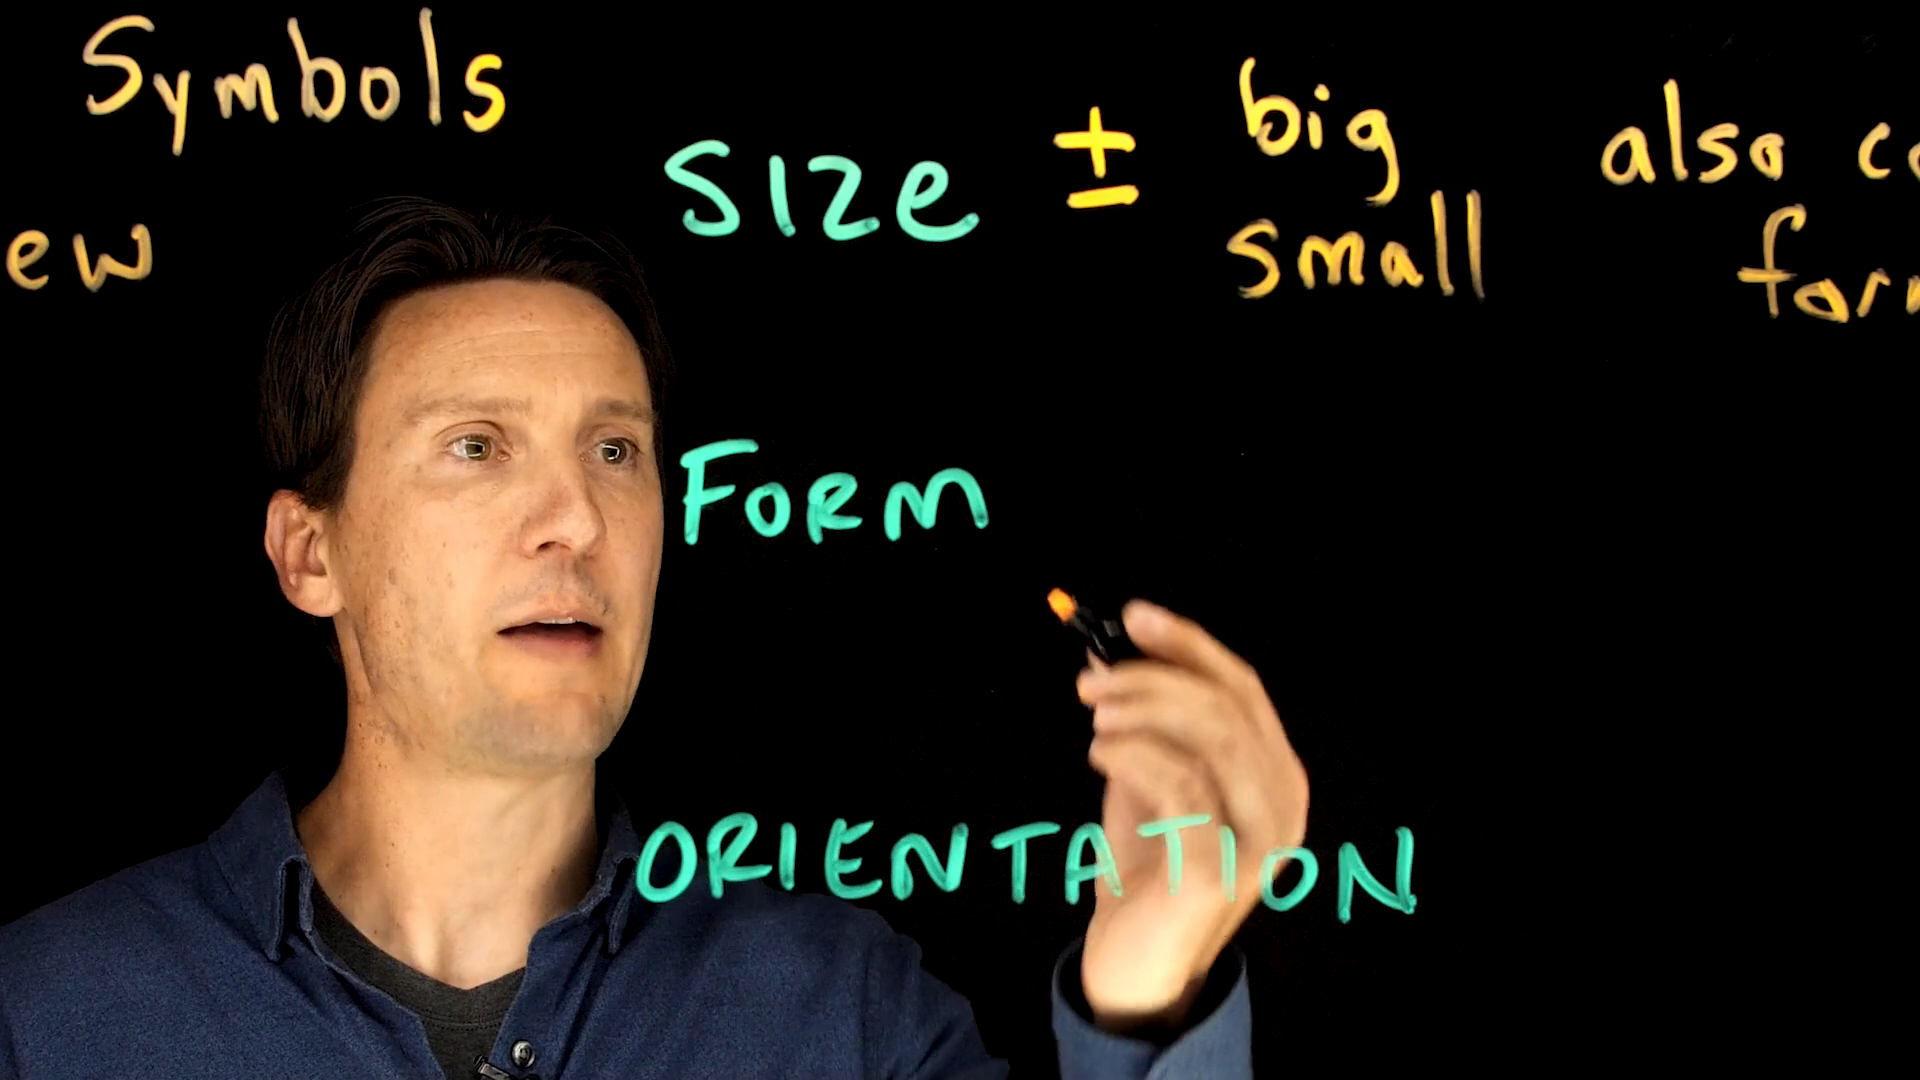 Symbols
ew
SIZE ± big
small
also
FORM
ORIENTATION